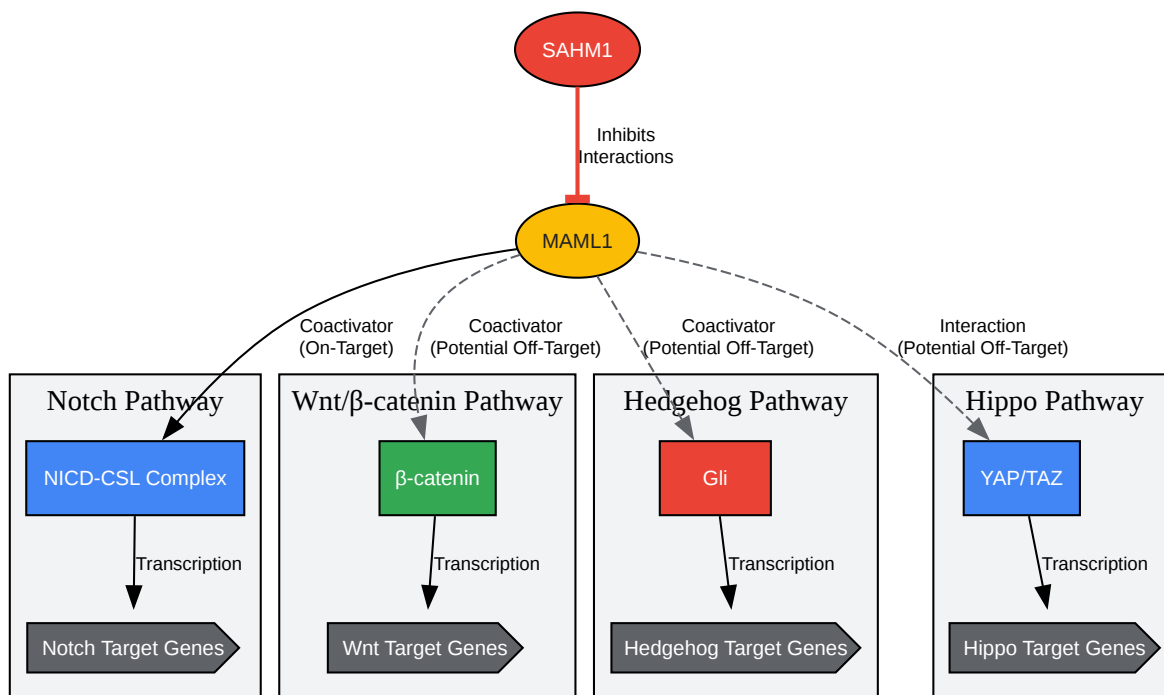 SAHM1
Inhibits
Interactions
MAML1
Coactivator
(On-Target)
Coactivator
(Potential Off-Target)
Coactivator
(Potential Off-Target)
Interaction
(Potential Off-Target)
Notch Pathway
Wnt/β-catenin Pathway
Hedgehog Pathway
Hippo Pathway
NICD-CSL Complex
β-catenin
Gli
YAP/TAZ
Transcription
Transcription
Transcription
Transcription
Notch Target Genes
Wnt Target Genes
Hedgehog Target Genes
Hippo Target Genes